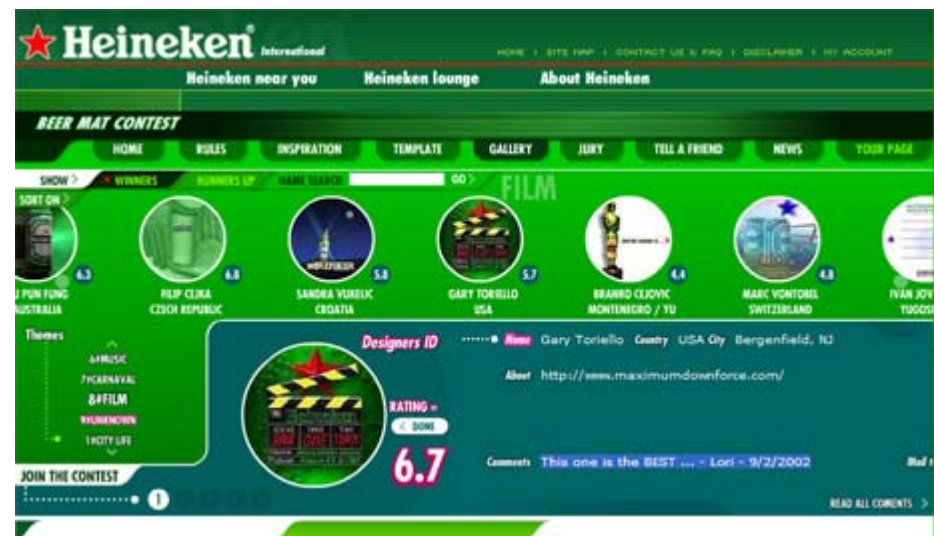 Heineken International
HOME | SITE MAP | CONTACT US & FAQ | DISCLAIMER | MY ACCOUNT
Heineken near you Heineken lounge About Heineken
BEER MAT CONTEST
HOME RULES INSPIRATION TEMPLATE GALLERY JURY TELL A FRIEND NEWS YOUR PAGE
SHOW > WINNERS RUNNERS UP NAME SEARCH GO > FILM
SORT ON >
6.3 6.8 5.8 5.7 4.4 4.8
PUN FUNG FILIP CEJKA SANDRA VUKELIC GARY TORIELLO BRANKO CIJOVIC MARC VONTOBEL IVAN JOV
AUSTRALIA CZECH REPUBLIC CROATIA USA MONTENEGRO / YU SWITZERLAND YUGOS
Themes
6#MUSIC
7#CARNAVAL
8#FILM
9#UNKNOWN
1#CITY LIFE
Designers ID Name Gary Toriello Country USA City Bergenfield, NJ
About http://www.maximumdownforce.com/
RATING =
< DONE
6.7
Comments This one is the BEST ... - Lori - 9/2/2002
JOIN THE CONTEST
1
READ ALL COMENTS >